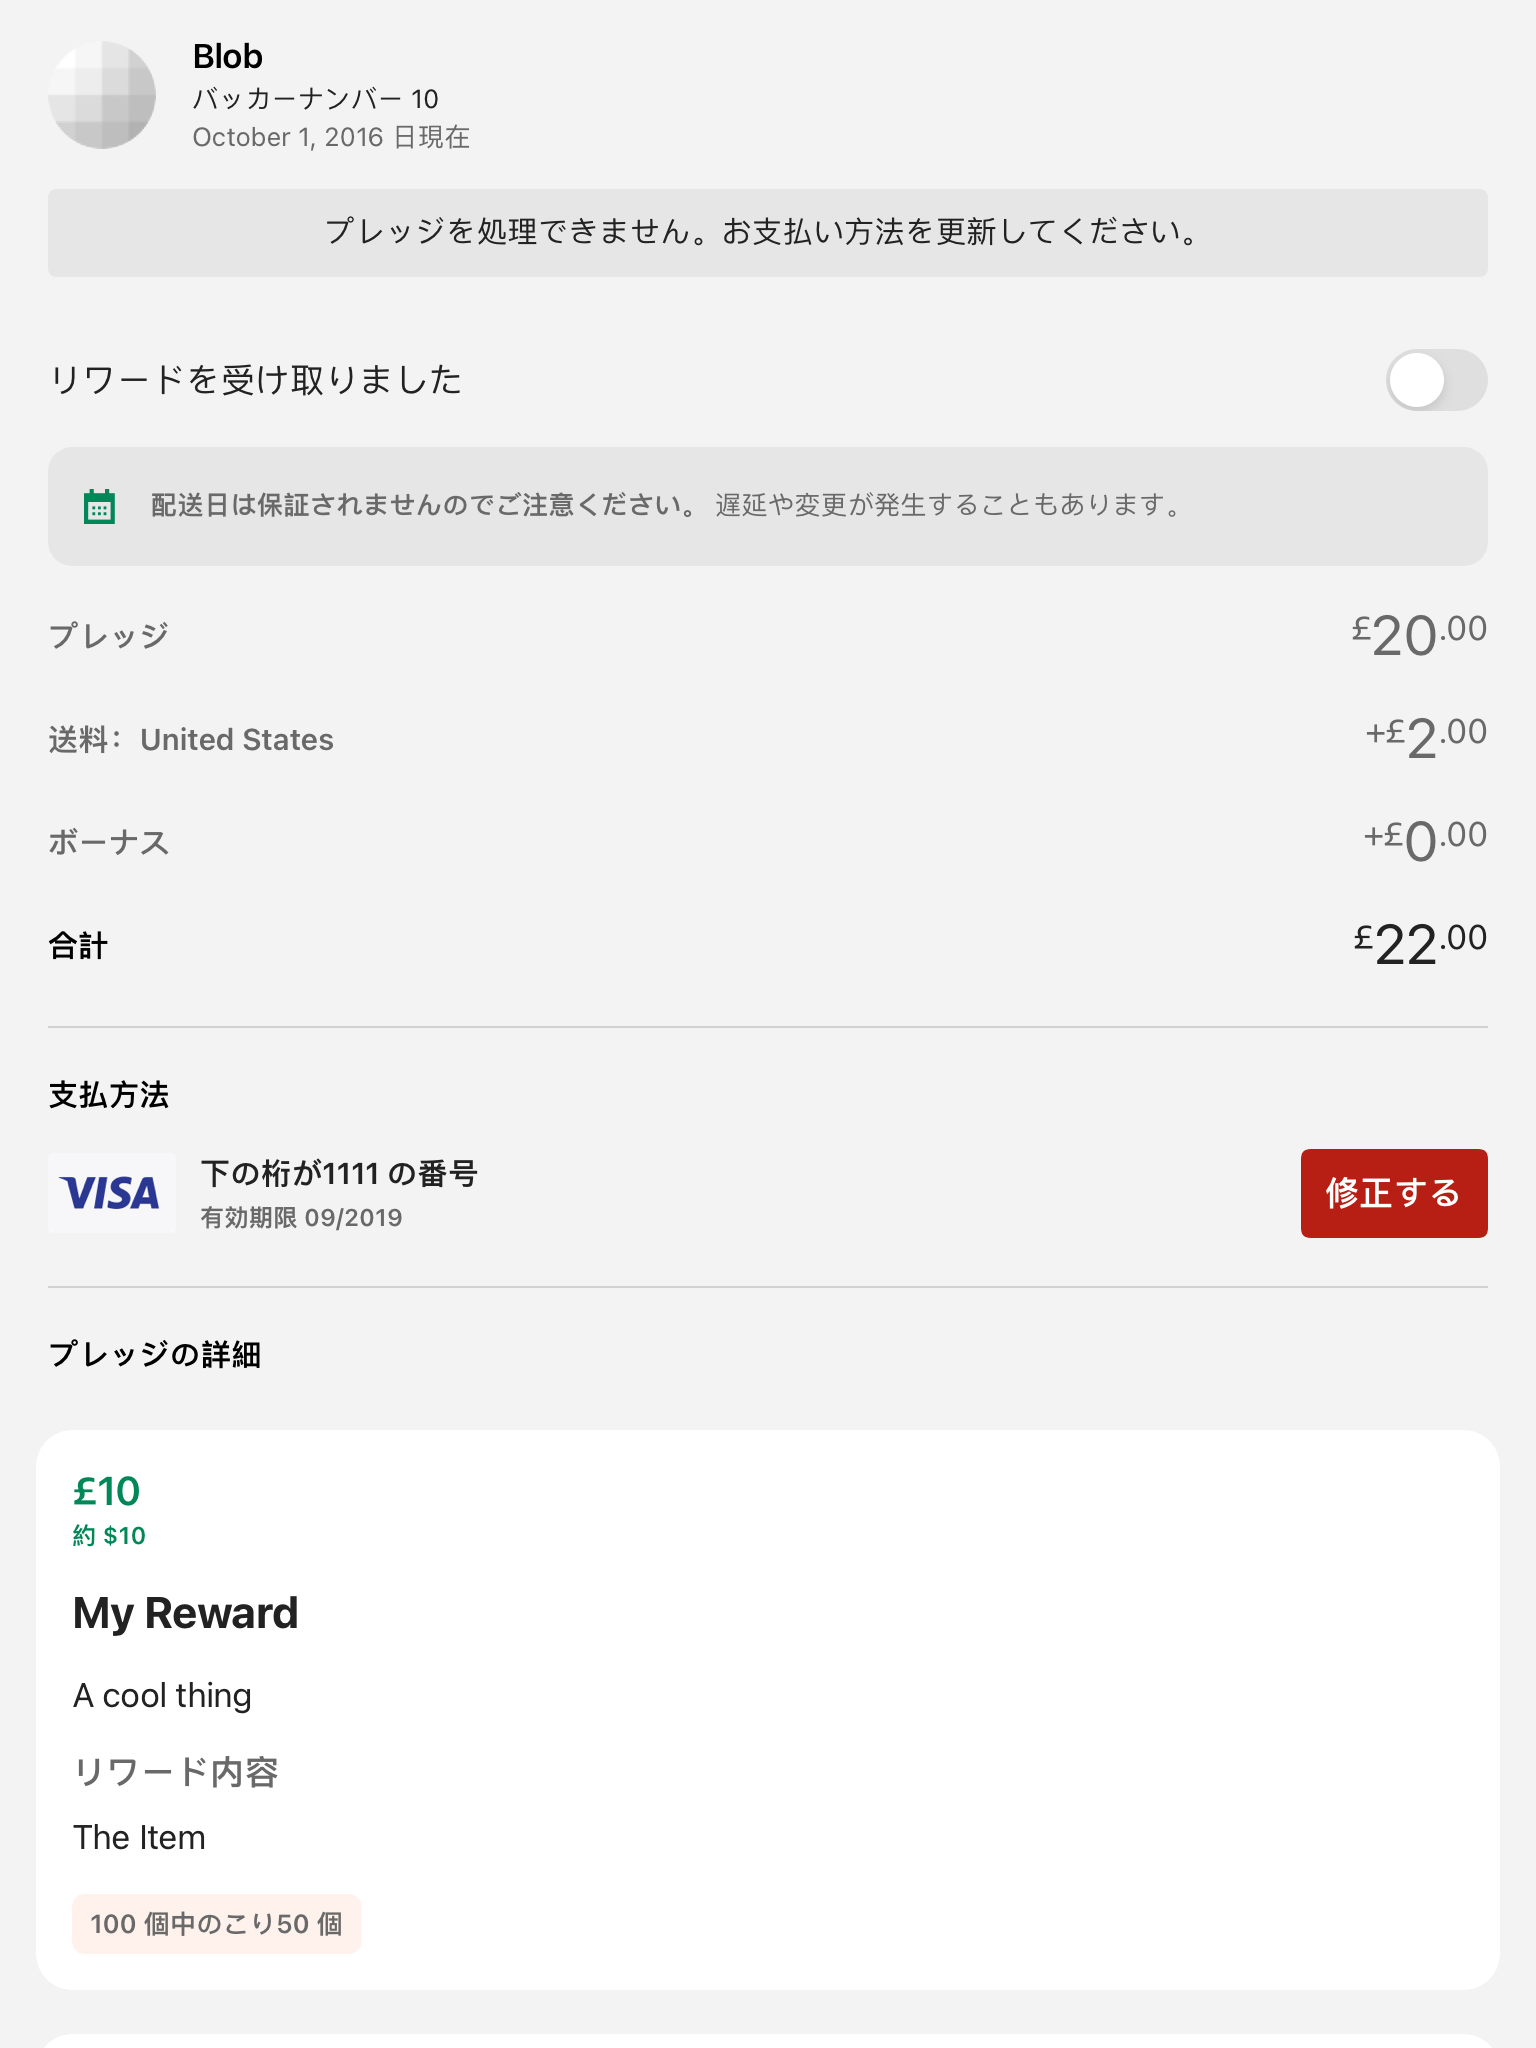 Blob
バッカーナンバー 10
October 1, 2016 日現在
プレッジを処理できません。お支払い方法を更新してください。
リワードを受け取りました
配送日は保証されませんのでご注意ください。 遅延や変更が発生することもあります。
プレッジ £20.00
送料： United States +£2.00
ボーナス +£0.00
合計 £22.00
支払方法
VISA
下の桁が1111 の番号
有効期限 09/2019
修正する
プレッジの詳細
£10
約 $10
My Reward
A cool thing
リワード内容
The Item
100 個中のこり50 個